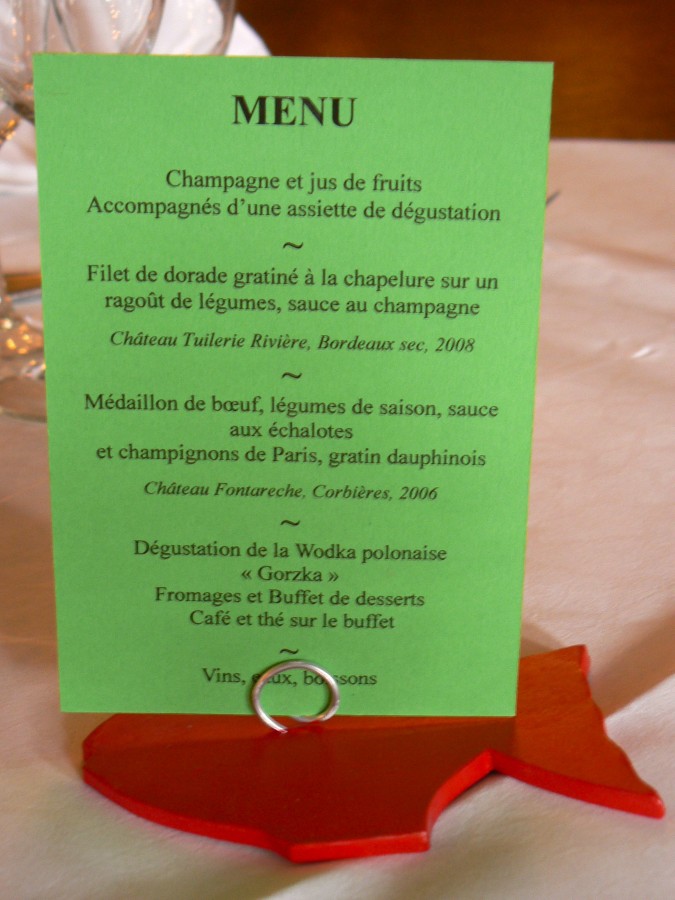 MENU
Champagne et jus de fruits
Accompagnés d’une assiette de dégustation
~
Filet de dorade gratiné à la chapelure sur un
ragoût de légumes, sauce au champagne
Château Tuilerie Rivière, Bordeaux sec, 2008
~
Médaillon de bœuf, légumes de saison, sauce
aux échalotes
et champignons de Paris, gratin dauphinois
Château Fontareche, Corbières, 2006
~
Dégustation de la Wodka polonaise
« Gorzka »
Fromages et Buffet de desserts
Café et thé sur le buffet
~
Vins, eaux, boissons